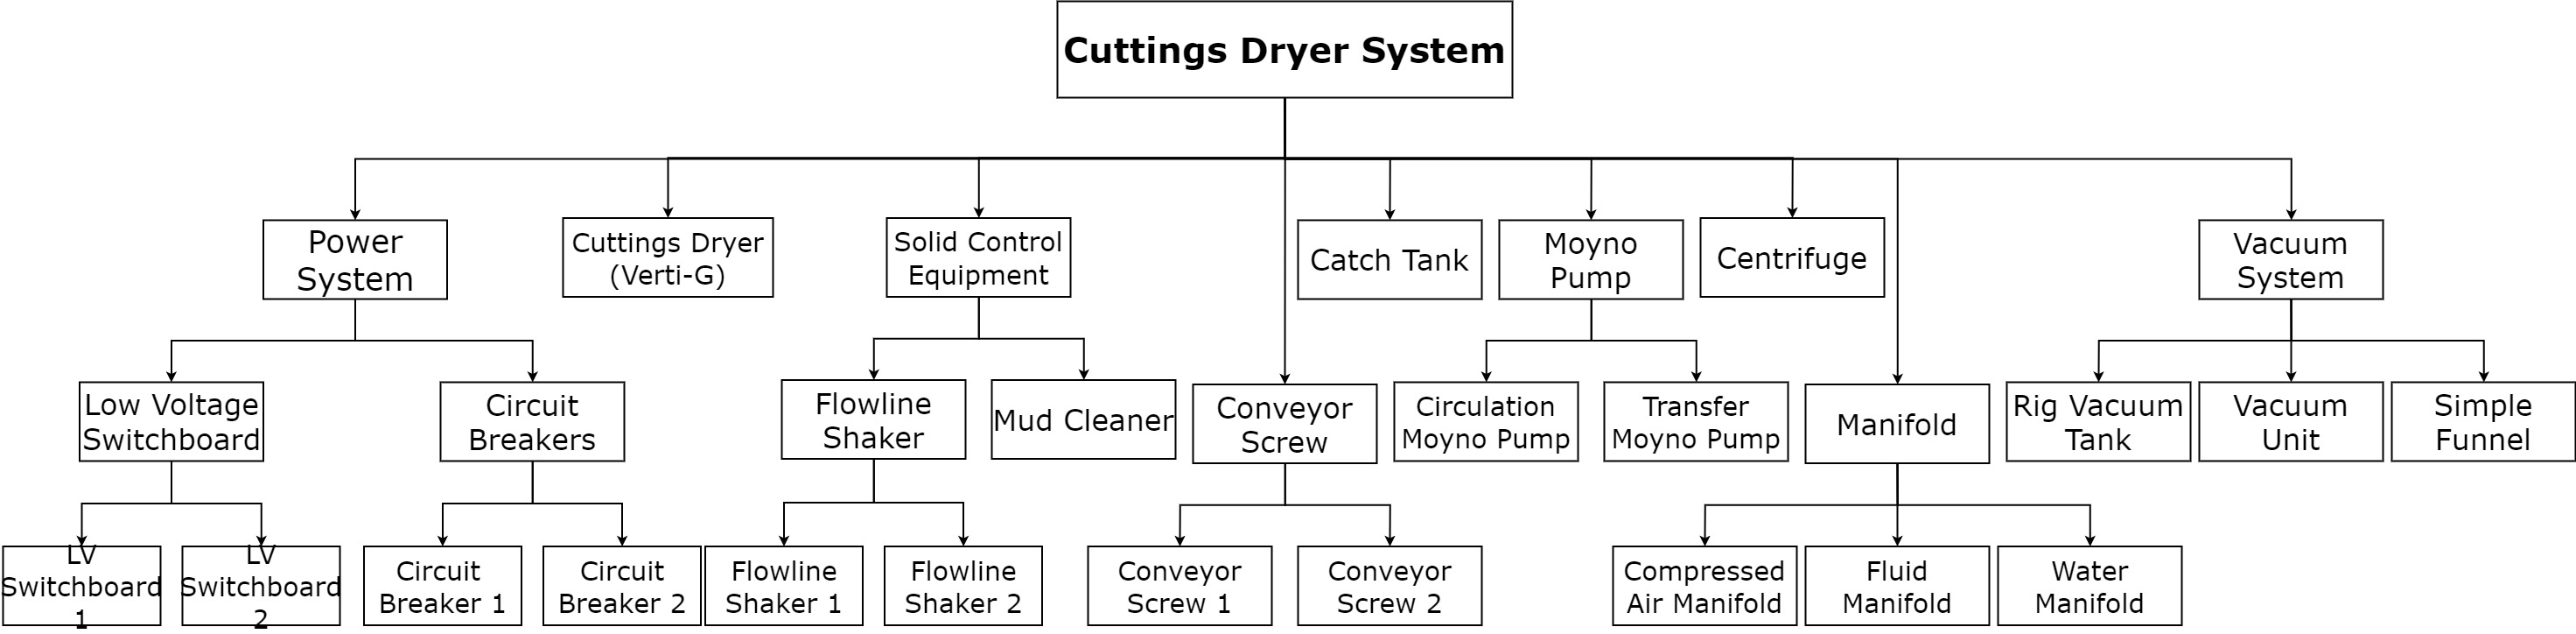 Cuttings Dryer System
Power
System
Cuttings Dryer
(Verti-G)
Solid Control
Equipment
Catch Tank
Moyno
Pump
Centrifuge
Vacuum
System
Low Voltage
Switchboard
Circuit
Breakers
Flowline
Shaker
Mud Cleaner
Conveyor
Screw
Circulation
Moyno Pump
Transfer
Moyno Pump
Manifold
Rig Vacuum
Tank
Vacuum
Unit
Simple
Funnel
LV
Switchboard
1
LV
Switchboard
2
Circuit
Breaker 1
Circuit
Breaker 2
Flowline
Shaker 1
Flowline
Shaker 2
Conveyor
Screw 1
Conveyor
Screw 2
Compressed
Air Manifold
Fluid
Manifold
Water
Manifold